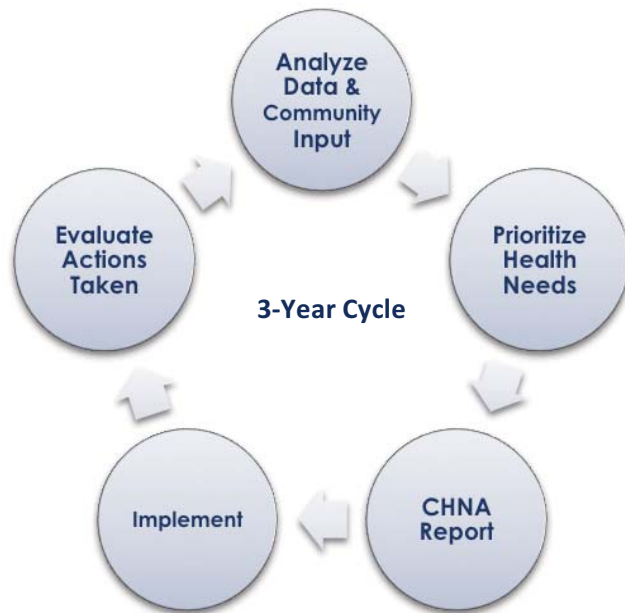 Analyze
Data &
Community
Input
Prioritize
Health
Needs
CHNA
Report
Implement
Evaluate
Actions
Taken
3-Year Cycle